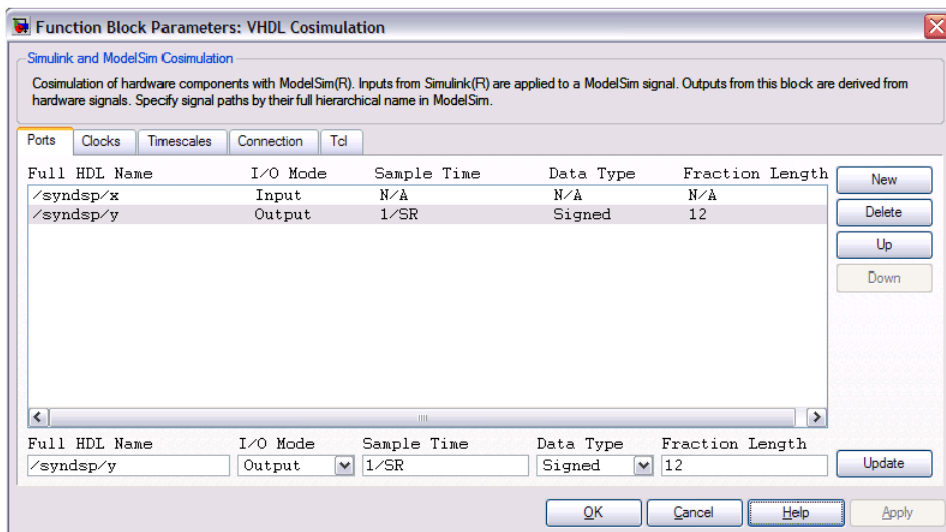 Function Block Parameters: VHDL Cosimulation
Simulink and ModelSim Cosimulation
Cosimulation of hardware components with ModelSim(R). Inputs from Simulink(R) are applied to a ModelSim signal. Outputs from this block are derived from
hardware signals. Specify signal paths by their full hierarchical name in ModelSim.
Ports Clocks Timescales Connection Tcl
Full HDL Name I/O Mode Sample Time Data Type Fraction Length New
/syndsp/x Input N/A N/A N/A
/syndsp/y Output 1/SR Signed 12 Delete
Up
Down
Full HDL Name I/O Mode Sample Time Data Type Fraction Length
/syndsp/y Output 1/SR Signed 12 Update
OK Cancel Help Apply